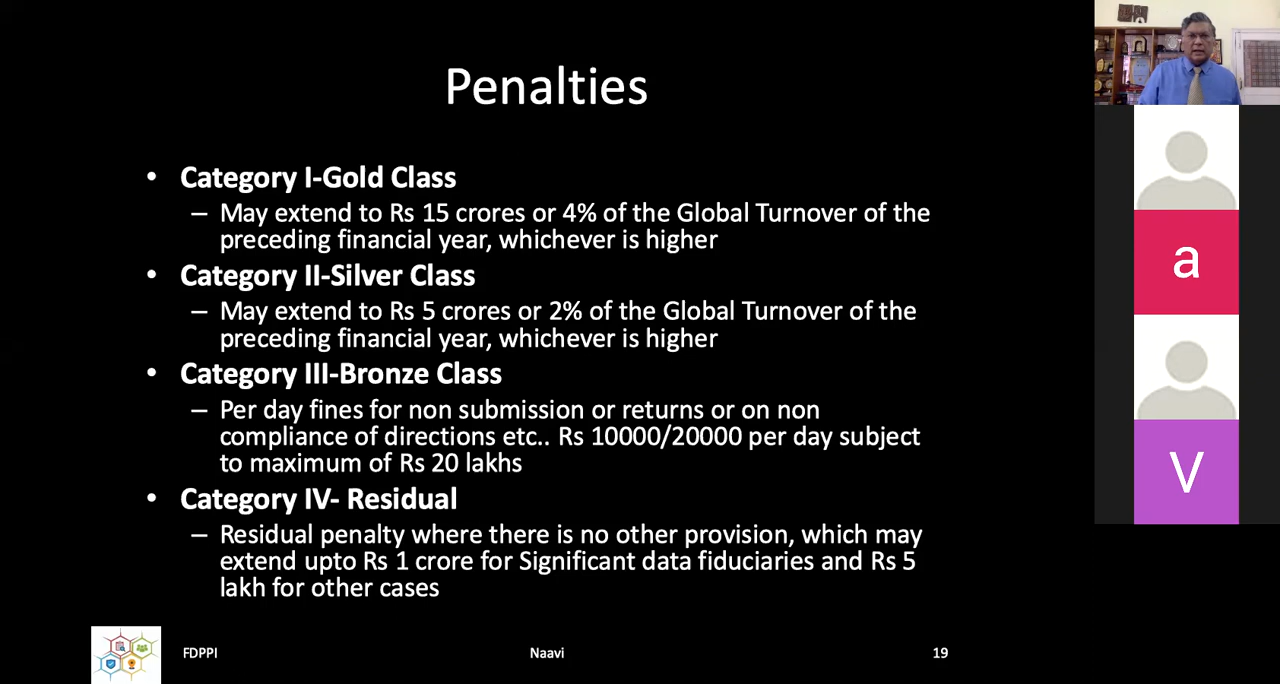 Penalties
• Category I-Gold Class
– May extend to Rs 15 crores or 4% of the Global Turnover of the
preceding financial year, whichever is higher
• Category II-Silver Class
– May extend to Rs 5 crores or 2% of the Global Turnover of the
preceding financial year, whichever is higher
• Category III-Bronze Class
– Per day fines for non submission or returns or on non
compliance of directions etc.. Rs 10000/20000 per day subject
to maximum of Rs 20 lakhs
• Category IV- Residual
– Residual penalty where there is no other provision, which may
extend upto Rs 1 crore for Significant data fiduciaries and Rs 5
lakh for other cases
FDPPI Naavi 19
a
V